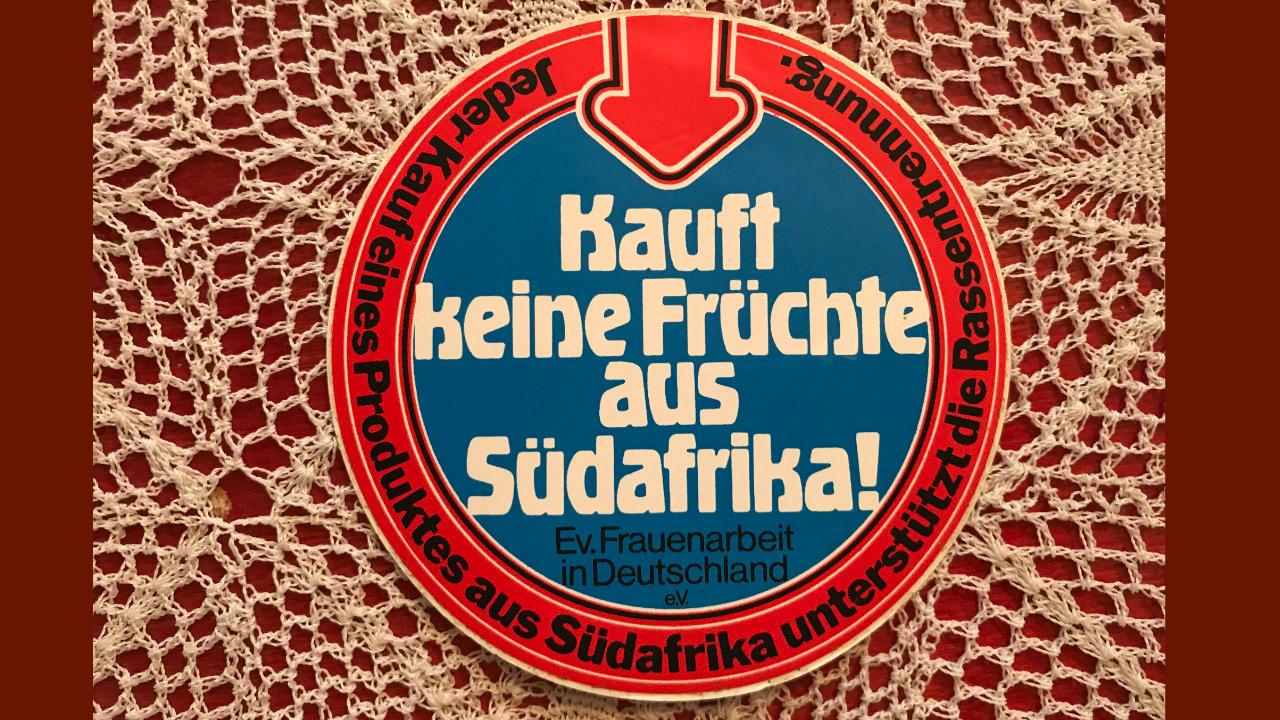 Jeder Kauf eines Produktes aus Südafrika unterstützt die Rassentrennung.
Kauft
keine Früchte
aus
Südafrika!
Ev. Frauenarbeit
in Deutschland
e.V.